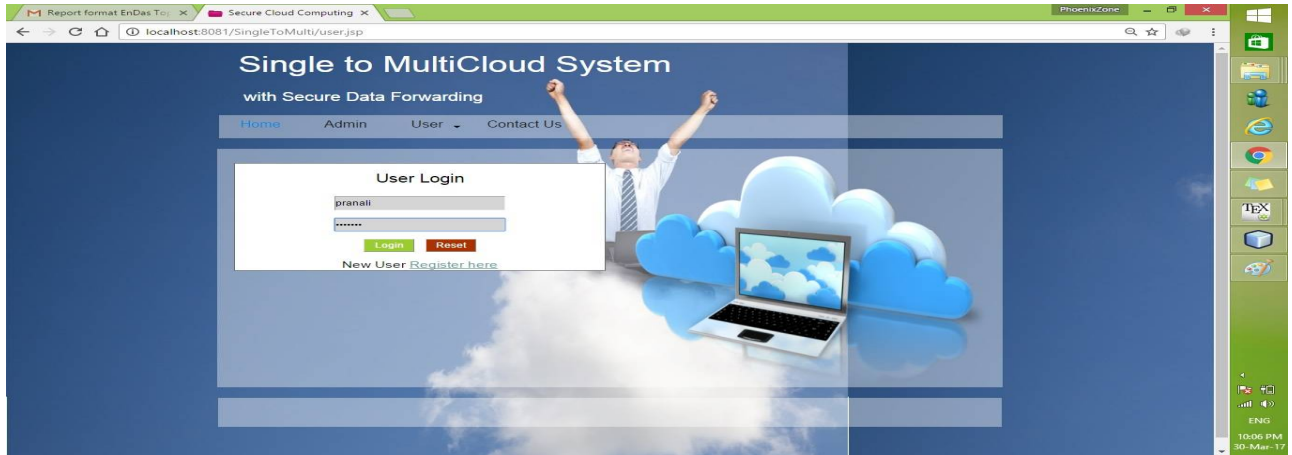 Report format EnDas To
Secure Cloud Computing
PhoenixZone
localhost:8081/SingleToMulti/user.jsp
Single to MultiCloud System
with Secure Data Forwarding
Home Admin User Contact Us
User Login
pranali
•••••••
Login Reset
New User Register here
TEX
ENG
10:06 PM
30-Mar-17